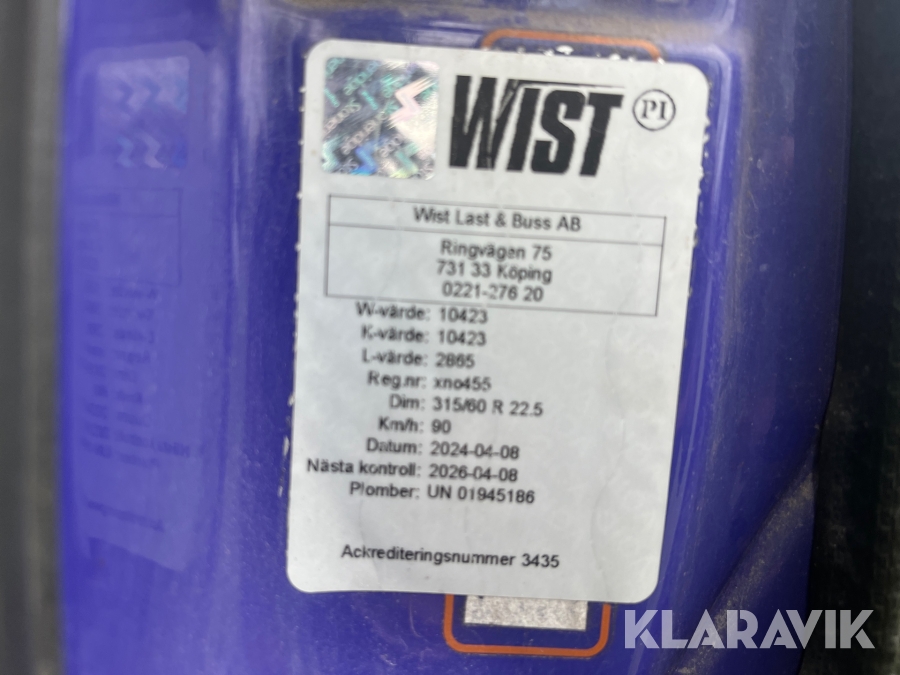 WIST PI
Wist Last & Buss AB
Ringvägen 75
731 33 Köping
0221-276 20
W-värde: 10423
K-värde: 10423
L-värde: 2865
Reg.nr: xno455
Dim: 315/60 R 22.5
Km/h: 90
Datum: 2024-04-08
Nästa kontroll: 2026-04-08
Plomber: UN 01945186
Ackrediteringsnummer 3435
KLARAVIK